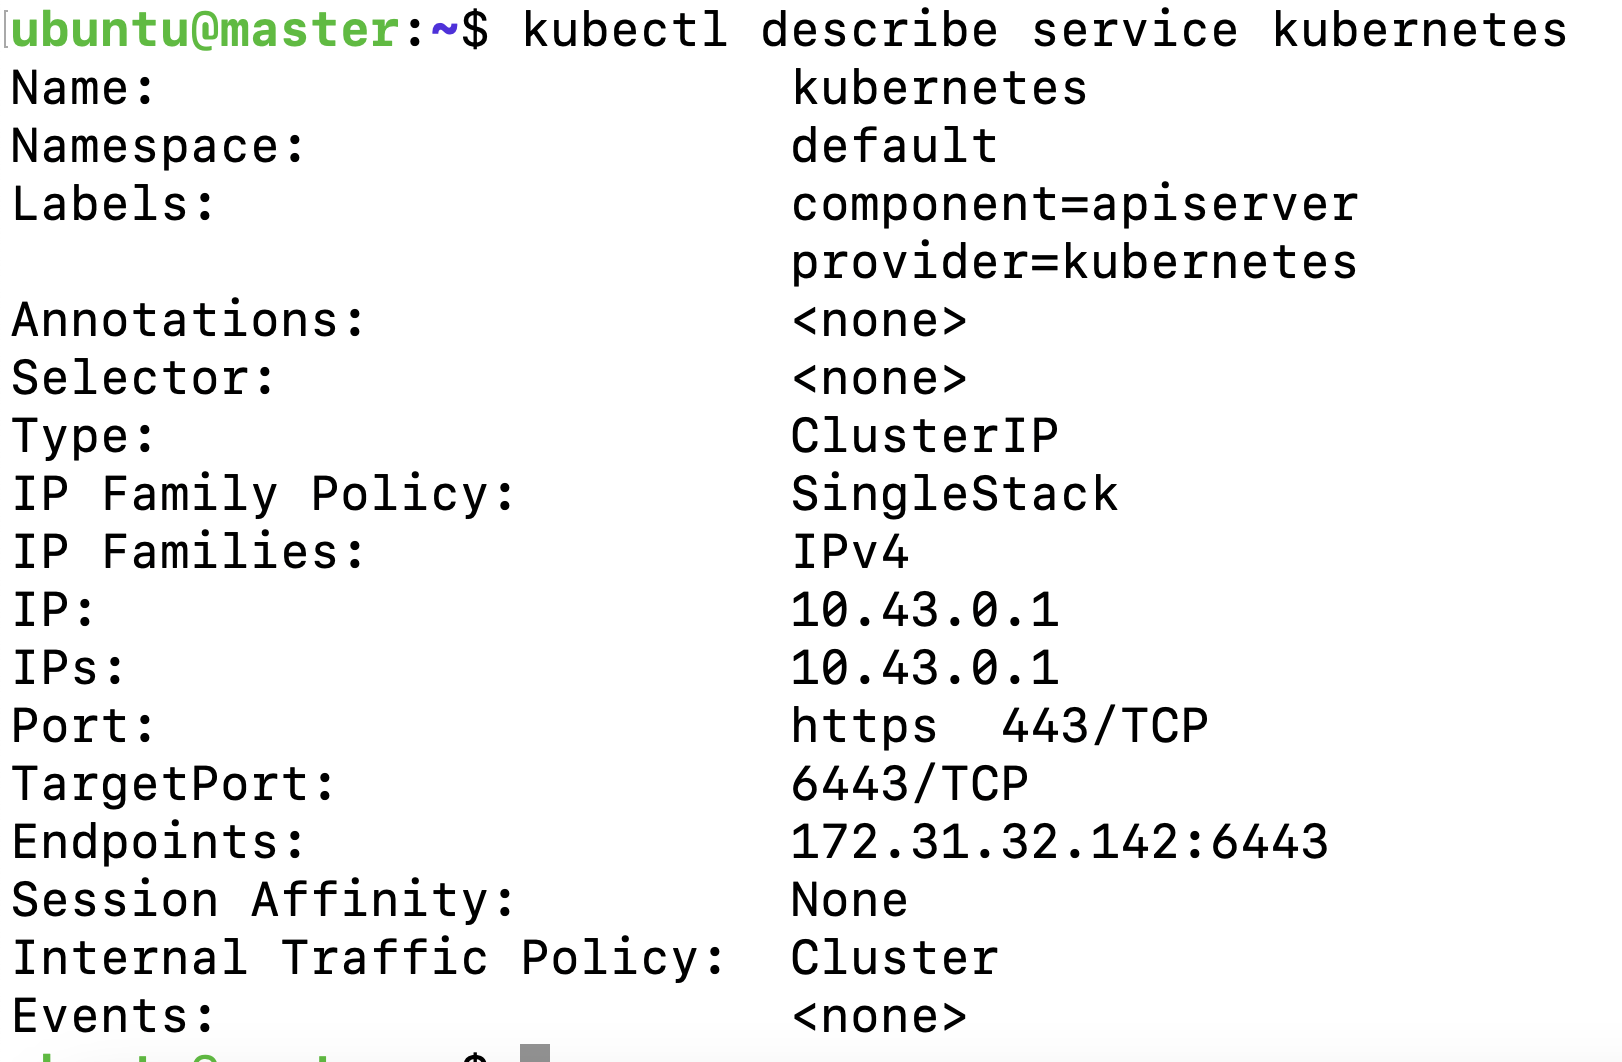 ubuntu@master:~$ kubectl describe service kubernetes
Name: kubernetes
Namespace: default
Labels: component=apiserver
provider=kubernetes
Annotations: <none>
Selector: <none>
Type: ClusterIP
IP Family Policy: SingleStack
IP Families: IPv4
IP: 10.43.0.1
IPs: 10.43.0.1
Port: https 443/TCP
TargetPort: 6443/TCP
Endpoints: 172.31.32.142:6443
Session Affinity: None
Internal Traffic Policy: Cluster
Events: <none>